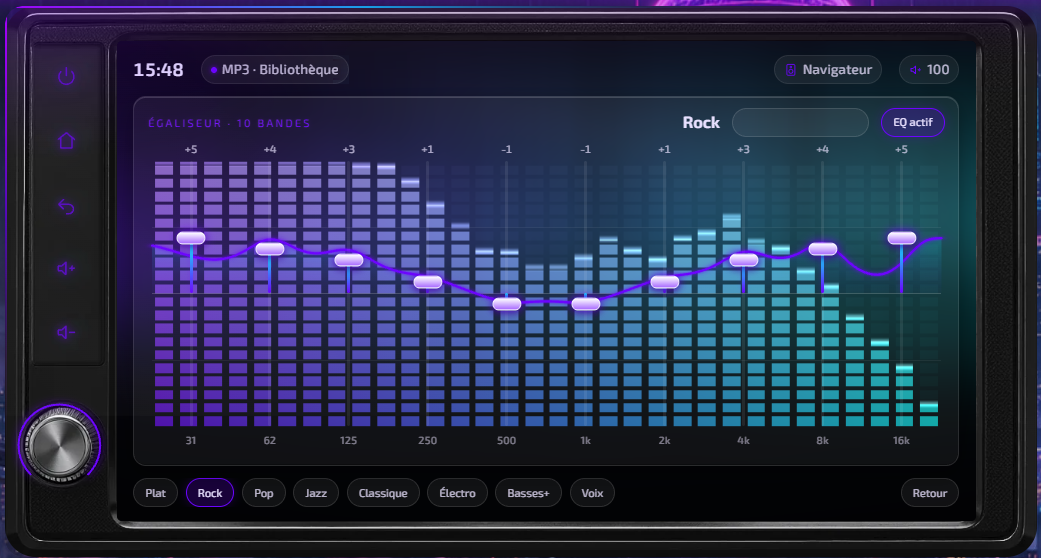 15:48
MP3 · Bibliothèque
Navigateur
100
ÉGALISEUR · 10 BANDES
Rock
EQ actif
+5 +4 +3 +1 -1 -1 +1 +3 +4 +5
31 62 125 250 500 1k 2k 4k 8k 16k
Plat Rock Pop Jazz Classique Électro Basses+ Voix Retour